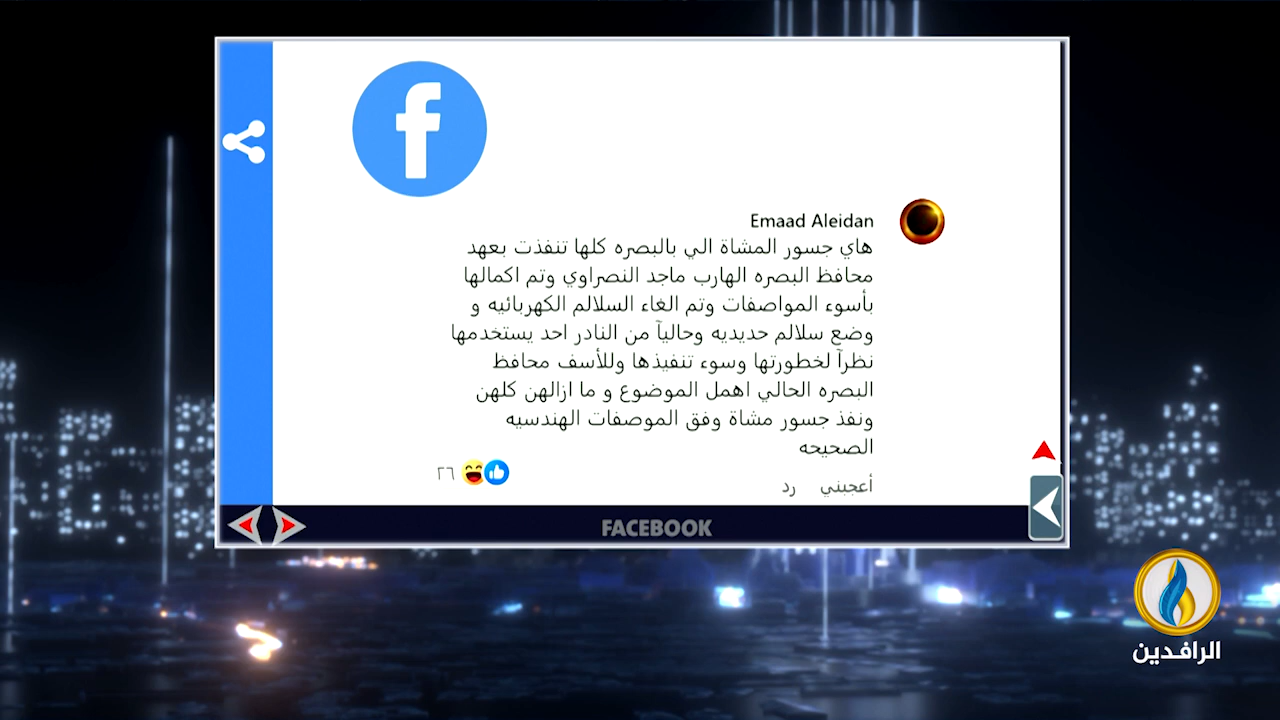 Emaad Aleidan
هاي جسور المشاة الي بالبصره كلها تنفذت بعهد
محافظ البصره الهارب ماجد النصراوي وتم اكمالها
بأسوء المواصفات وتم الغاء السلالم الكهربائيه و
وضع سلالم حديديه وحالياَ من النادر احد يستخدمها
نظرآ لخطورتها وسوء تنفيذها وللأسف محافظ
البصره الحالي اهمل الموضوع و ما ازالهن كلهن
ونفذ جسور مشاة وفق الموصفات الهندسيه
الصحيحه
أعجبني رد
٢٦
FACEBOOK
الرافدين